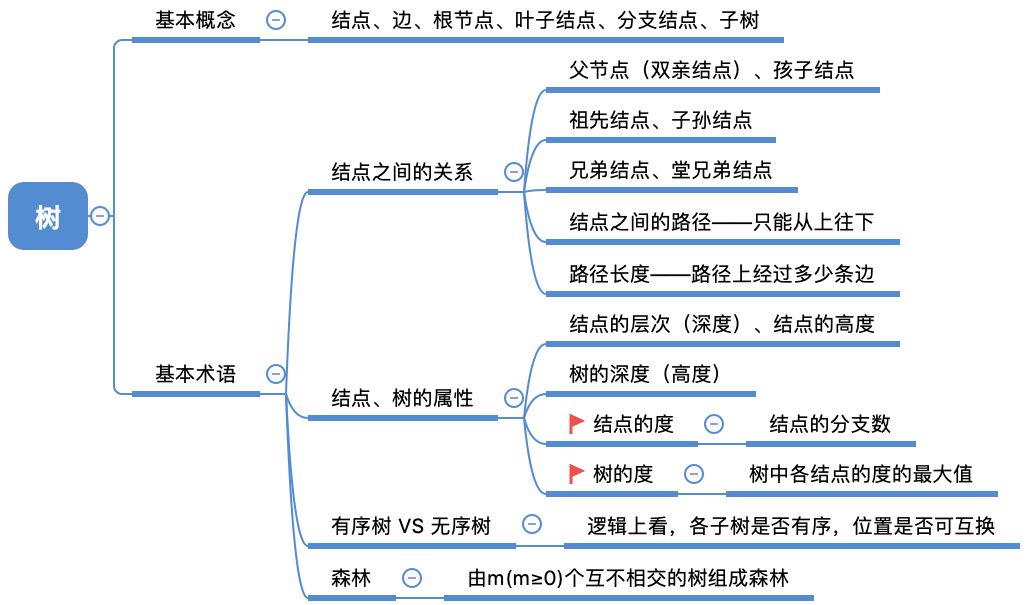 树
基本概念
结点、边、根节点、叶子结点、分支结点、子树
基本术语
结点之间的关系
父节点（双亲结点）、孩子结点
祖先结点、子孙结点
兄弟结点、堂兄弟结点
结点之间的路径——只能从上往下
路径长度——路径上经过多少条边
结点、树的属性
结点的层次（深度）、结点的高度
树的深度（高度）
结点的度
结点的分支数
树的度
树中各结点的度的最大值
有序树 VS 无序树
逻辑上看，各子树是否有序，位置是否可互换
森林
由m(m≥0)个互不相交的树组成森林